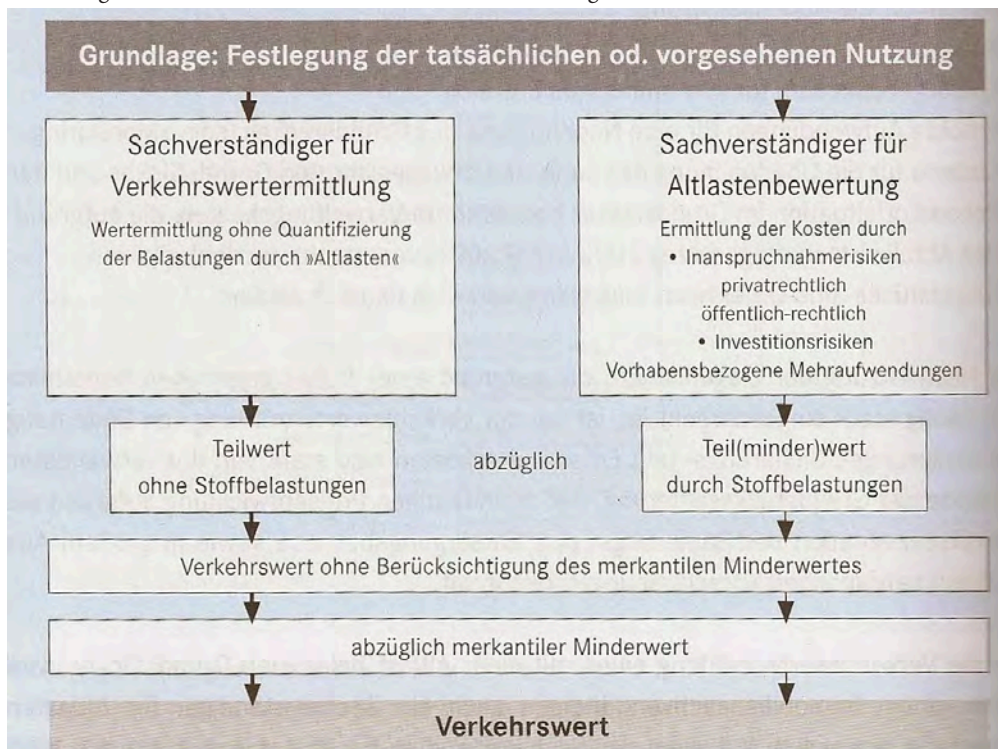 Grundlage: Festlegung der tatsächlichen od. vorgesehenen Nutzung
Sachverständiger für
Verkehrswertermittlung
Wertermittlung ohne Quantifizierung
der Belastungen durch »Altlasten«
Sachverständiger für
Altlastenbewertung
Ermittlung der Kosten durch
• Inanspruchnahmerisiken
privatrechtlich
öffentlich-rechtlich
• Investitionsrisiken
Vorhabensbezogene Mehraufwendungen
Teilwert
ohne Stoffbelastungen
abzüglich
Teil(minder)wert
durch Stoffbelastungen
Verkehrswert ohne Berücksichtigung des merkantilen Minderwertes
abzüglich merkantiler Minderwert
Verkehrswert